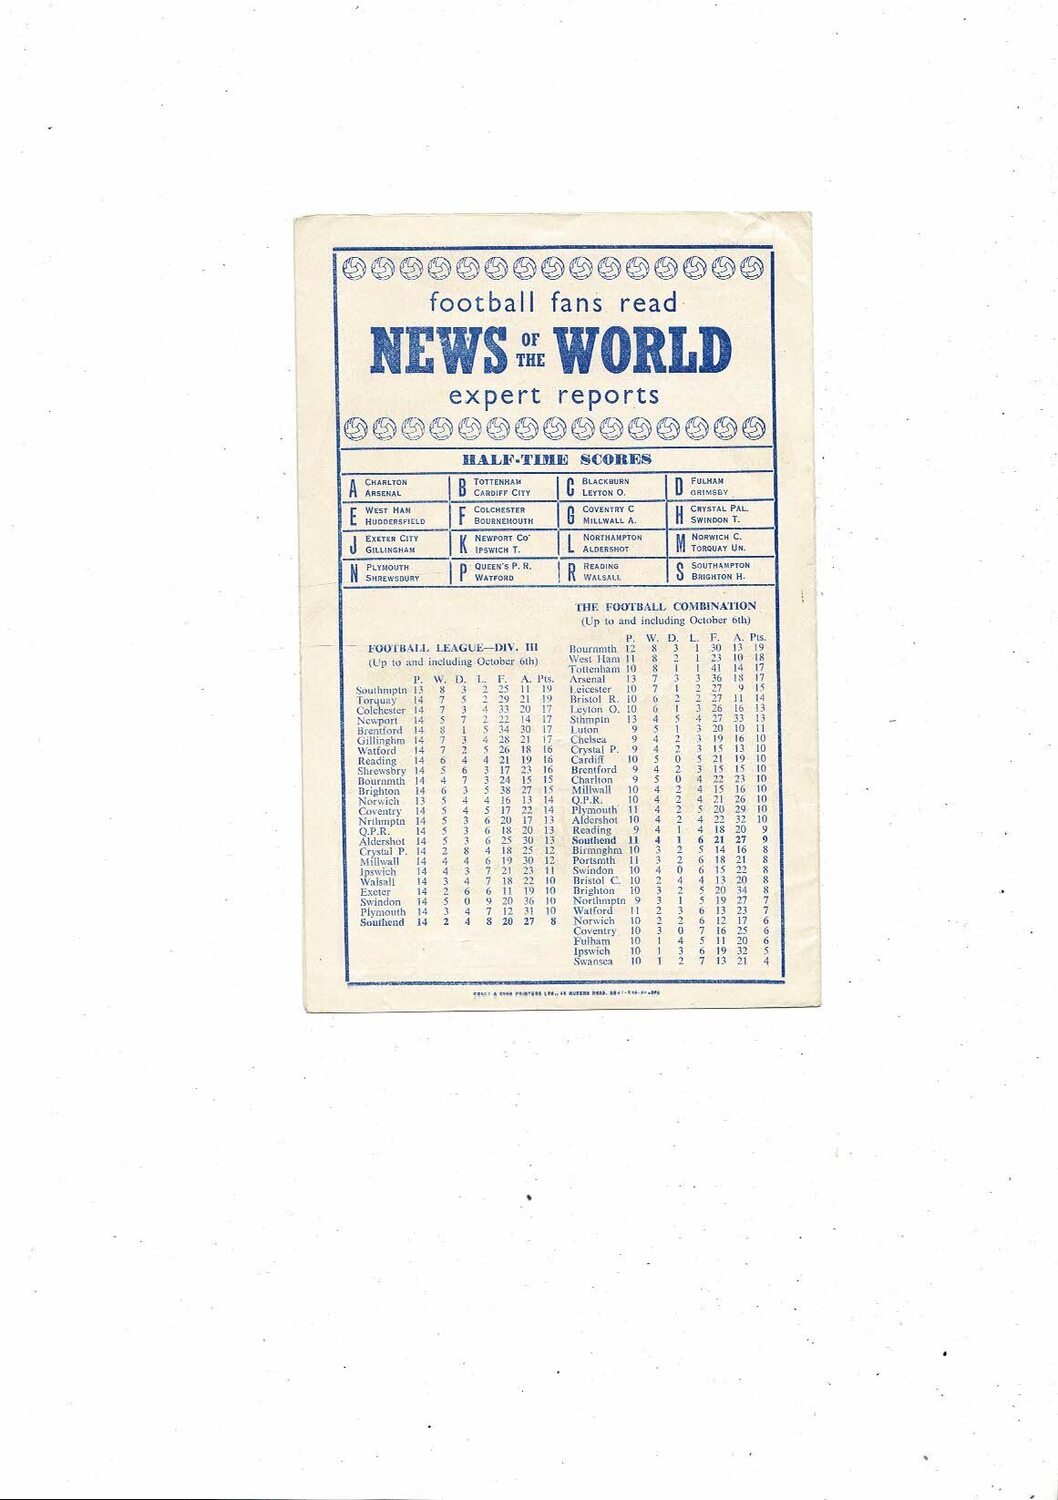 football fans read
NEWS OF THE WORLD
expert reports
HALF-TIME SCORES
A CHARLTON ARSENAL
B TOTTENHAM CARDIFF CITY
C BLACKBURN LEYTON O.
D FULHAM GRIMSBY
E WEST HAM HUDDERSFIELD
F COLCHESTER BOURNEMOUTH
G COVENTRY C MILLWALL A.
H CRYSTAL PAL. SWINDON T.
J EXETER CITY GILLINGHAM
K NEWPORT CO IPSWICH T.
L NORTHAMPTON ALDERSHOT
M NORWICH C. TORQUAY UN.
N PLYMOUTH SHREWSBURY
P QUEEN'S P. R. WATFORD
R READING WALSALL
S SOUTHAMPTON BRIGHTON H.
FOOTBALL LEAGUE—DIV. III
(Up to and including October 6th)
P. W. D. L. F. A. Pts.
Southmptn 13 8 3 2 25 11 19
Torquay 14 7 5 2 29 21 19
Colchester 14 7 3 4 33 20 17
Newport 14 5 7 2 22 14 17
Brentford 14 8 1 5 34 30 17
Gillinghm 14 7 3 4 28 21 17
Watford 14 7 2 5 26 18 16
Reading 14 6 4 4 21 19 16
Shrewsbry 14 5 6 3 17 23 16
Bournmth 14 4 7 3 24 15 15
Brighton 14 6 3 5 38 27 15
Norwich 13 5 4 4 16 13 14
Coventry 14 5 4 5 17 22 14
Nrthmptn 14 5 3 6 20 17 13
Q.P.R. 14 5 3 6 18 20 13
Aldershot 14 5 3 6 25 30 13
Crystal P. 14 2 8 4 18 25 12
Millwall 14 4 4 6 19 30 12
Ipswich 14 4 3 7 21 23 11
Walsall 14 3 4 7 18 22 10
Exeter 14 2 6 6 11 19 10
Swindon 14 5 0 9 20 36 10
Plymouth 14 3 4 7 12 31 10
Southend 14 2 4 8 20 27 8
THE FOOTBALL COMBINATION
(Up to and including October 6th)
P. W. D. L. F. A. Pts.
Bournmth 12 8 3 1 30 13 19
West Ham 11 8 2 1 23 10 18
Tottenham 10 8 1 1 41 14 17
Arsenal 13 7 3 3 36 18 17
Leicester 10 7 1 2 27 9 15
Bristol R. 10 6 2 2 27 11 14
Leyton O. 10 6 1 3 26 16 13
Sthmptn 13 4 5 4 27 33 13
Luton 9 5 1 3 20 10 11
Chelsea 9 4 2 3 19 16 10
Crystal P. 9 4 2 3 15 13 10
Cardiff 10 5 0 5 21 19 10
Brentford 9 4 2 3 15 15 10
Charlton 9 5 0 4 22 23 10
Millwall 10 4 2 4 15 16 10
Q.P.R. 10 4 2 4 21 26 10
Plymouth 11 4 2 5 20 29 10
Aldershot 10 4 2 4 22 32 10
Reading 9 4 1 4 18 20 9
Southend 11 4 1 6 21 27 9
Birmnghm 10 3 2 5 14 16 8
Portsmth 11 3 2 6 18 21 8
Swindon 10 4 0 6 15 22 8
Bristol C. 10 2 4 4 13 20 8
Brighton 10 3 2 5 20 34 8
Northmptn 9 3 1 5 19 27 7
Watford 11 2 3 6 13 23 7
Norwich 10 2 2 6 12 17 6
Coventry 10 3 0 7 16 25 6
Fulham 10 1 4 5 11 20 6
Ipswich 10 1 3 6 19 32 5
Swansea 10 1 2 7 13 21 4
& SONS PRINTERS LTD., QUEENS ROAD,